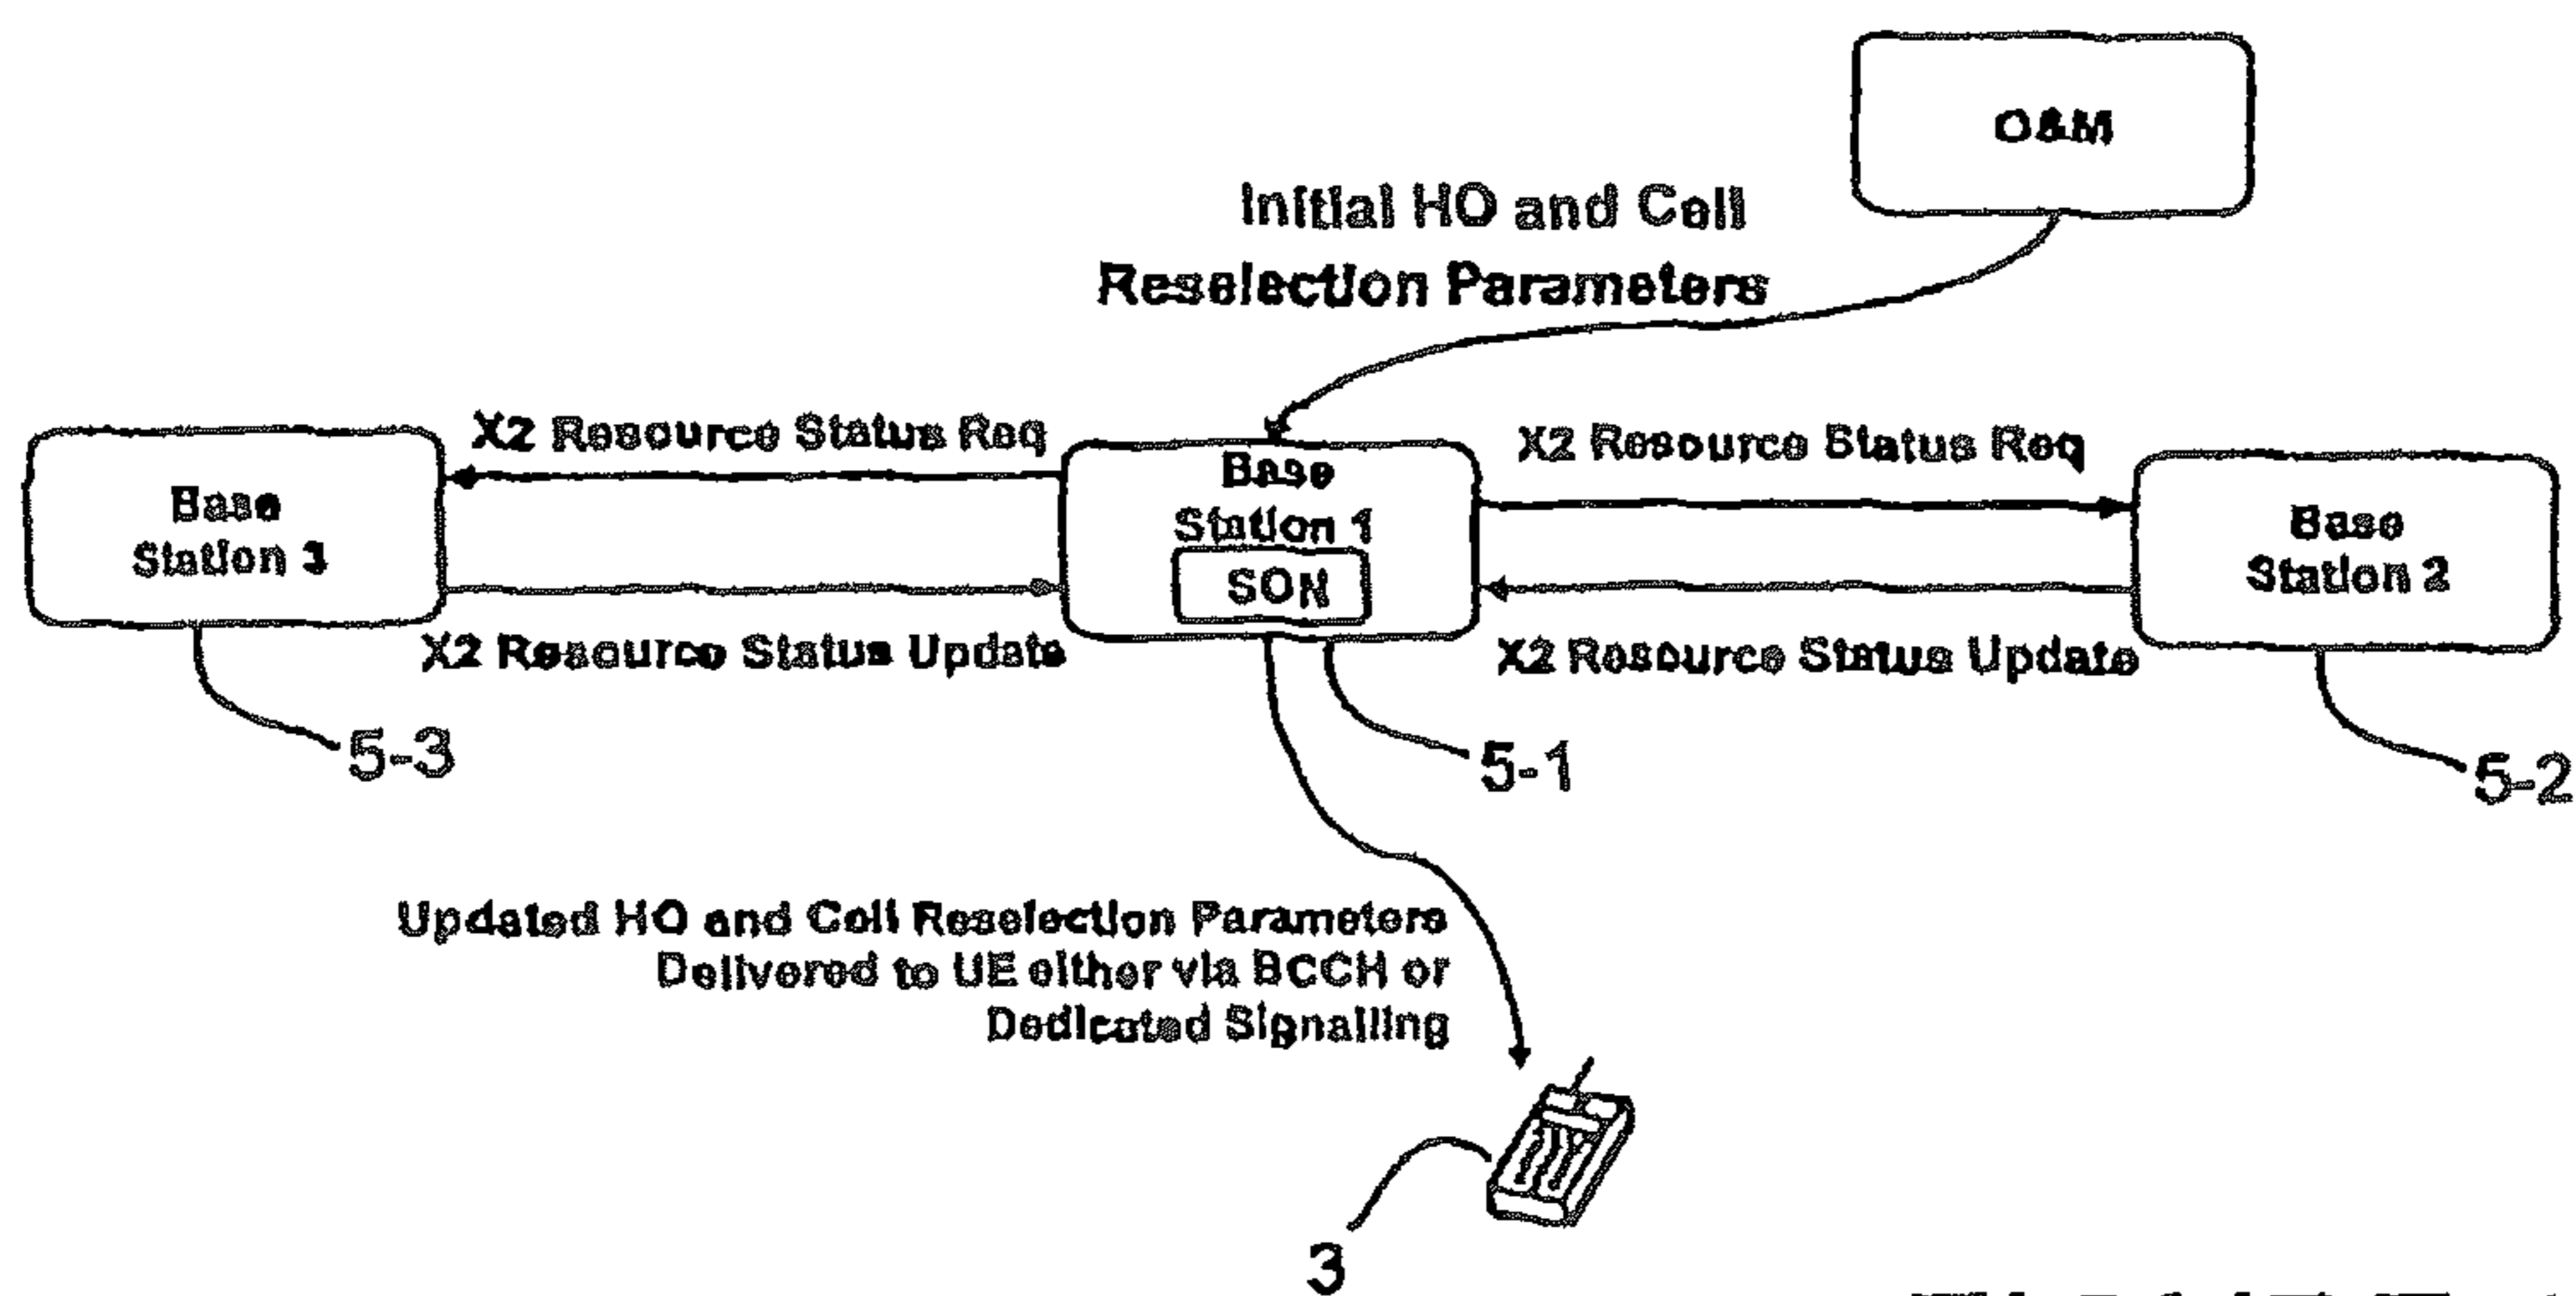 O&M
Initial HO and Cell
Reselection Parameters
X2 Resource Status Req
Base
Station 1
SON
X2 Resource Status Req
Base
Station 3
Base
Station 2
X2 Resource Status Update
X2 Resource Status Update
5-3
5-1
5-2
Updated HO and Cell Reselection Parameters
Delivered to UE either via BCCH or
Dedicated Signalling
3